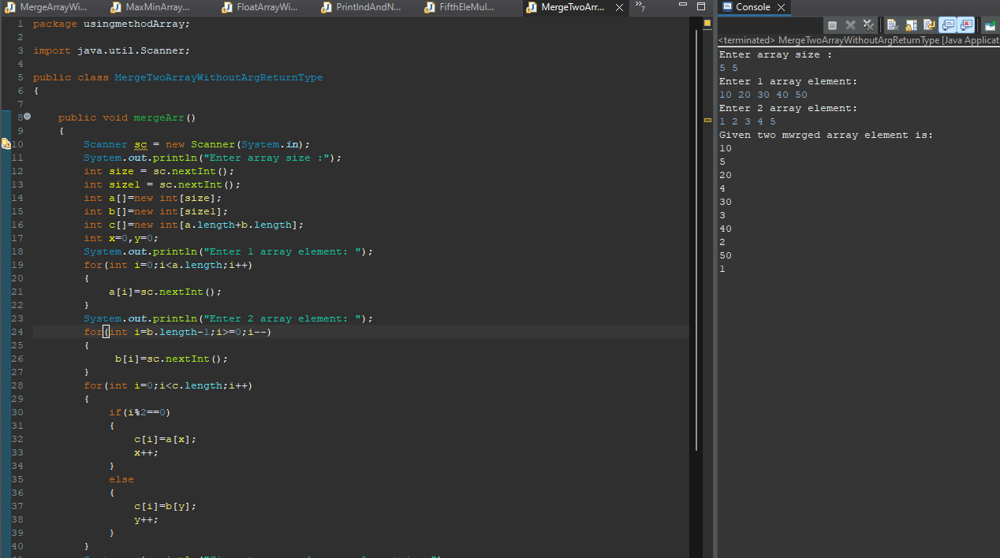 MergeArrayWi... MaxMinArray... FloatArrayWi... PrintIndAndN... FifthEleMul... MergeTwoArr... »7
1 package usingmethodArray;
2
3 import java.util.Scanner;
4
5 public class MergeTwoArrayWithoutArgReturnType
6 {
7
8 public void mergeArr()
9 {
10 Scanner sc = new Scanner(System.in);
11 System.out.println("Enter array size :");
12 int size = sc.nextInt();
13 int size1 = sc.nextInt();
14 int a[]=new int[size];
15 int b[]=new int[size1];
16 int c[]=new int[a.length+b.length];
17 int x=0,y=0;
18 System.out.println("Enter 1 array element: ");
19 for(int i=0;i<a.length;i++)
20 {
21 a[i]=sc.nextInt();
22 }
23 System.out.println("Enter 2 array element: ");
24 for(int i=b.length-1;i>=0;i--)
25 {
26 b[i]=sc.nextInt();
27 }
28 for(int i=0;i<c.length;i++)
29 {
30 if(i%2==0)
31 {
32 c[i]=a[x];
33 x++;
34 }
35 else
36 {
37 c[i]=b[y];
38 y++;
39 }
40 }
Console
<terminated> MergeTwoArrayWithoutArgReturnType [Java Applicat
Enter array size :
5 5
Enter 1 array element:
10 20 30 40 50
Enter 2 array element:
1 2 3 4 5
Given two mwrged array element is:
10
5
20
4
30
3
40
2
50
1